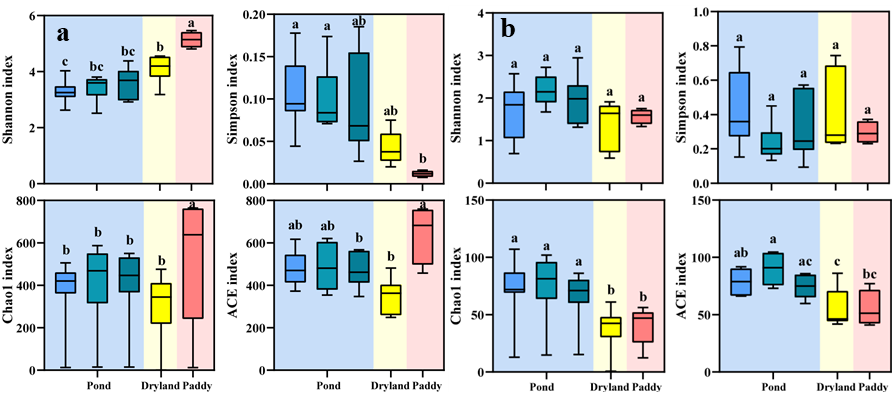 a
Shannon index
6
4
2
0
c
bc
bc
b
a
Simpson index
0.20
0.15
0.10
0.05
0.00
a
a
ab
ab
b
Chao1 index
800
600
400
200
0
b
b
b
b
a
Pond
Dryland
Paddy
ACE index
800
600
400
200
0
ab
ab
b
b
a
Pond
Dryland
Paddy
b
Shannon index
4
3
2
1
0
a
a
a
a
a
Simpson index
1.0
0.8
0.6
0.4
0.2
0.0
a
a
a
a
a
Chao1 index
150
100
50
0
a
a
a
b
b
Pond
Dryland
Paddy
ACE index
150
100
50
0
ab
a
ac
c
bc
Pond
Dryland
Paddy